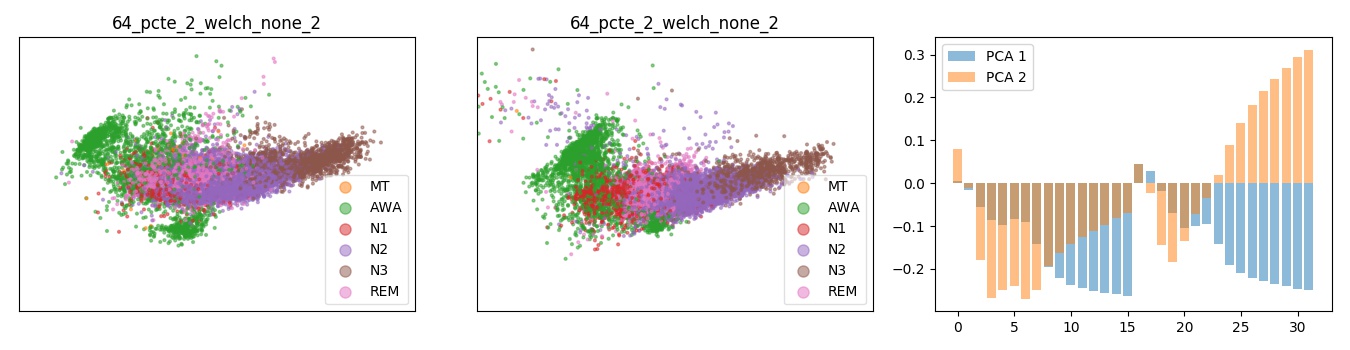 64_pcte_2_welch_none_2
MT
AWA
N1
N2
N3
REM
64_pcte_2_welch_none_2
MT
AWA
N1
N2
N3
REM
PCA 1
PCA 2
0.3
0.2
0.1
0.0
−0.1
−0.2
0 5 10 15 20 25 30